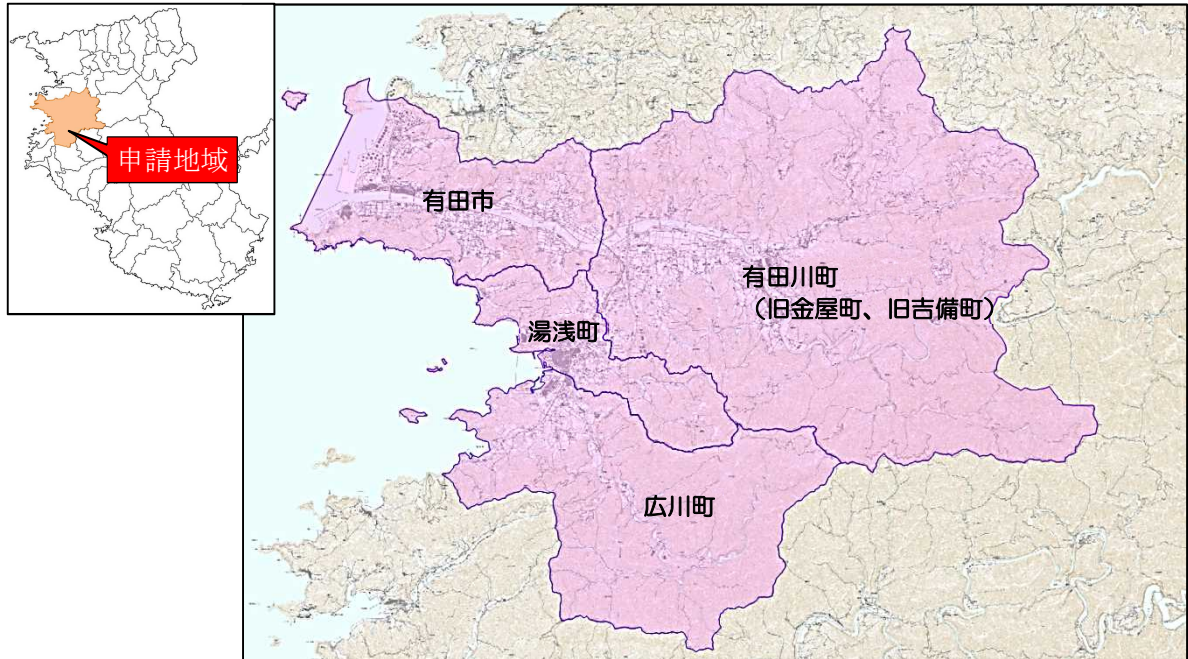 申請地域
有田市
有田川町
（旧金屋町、旧吉備町）
湯浅町
広川町